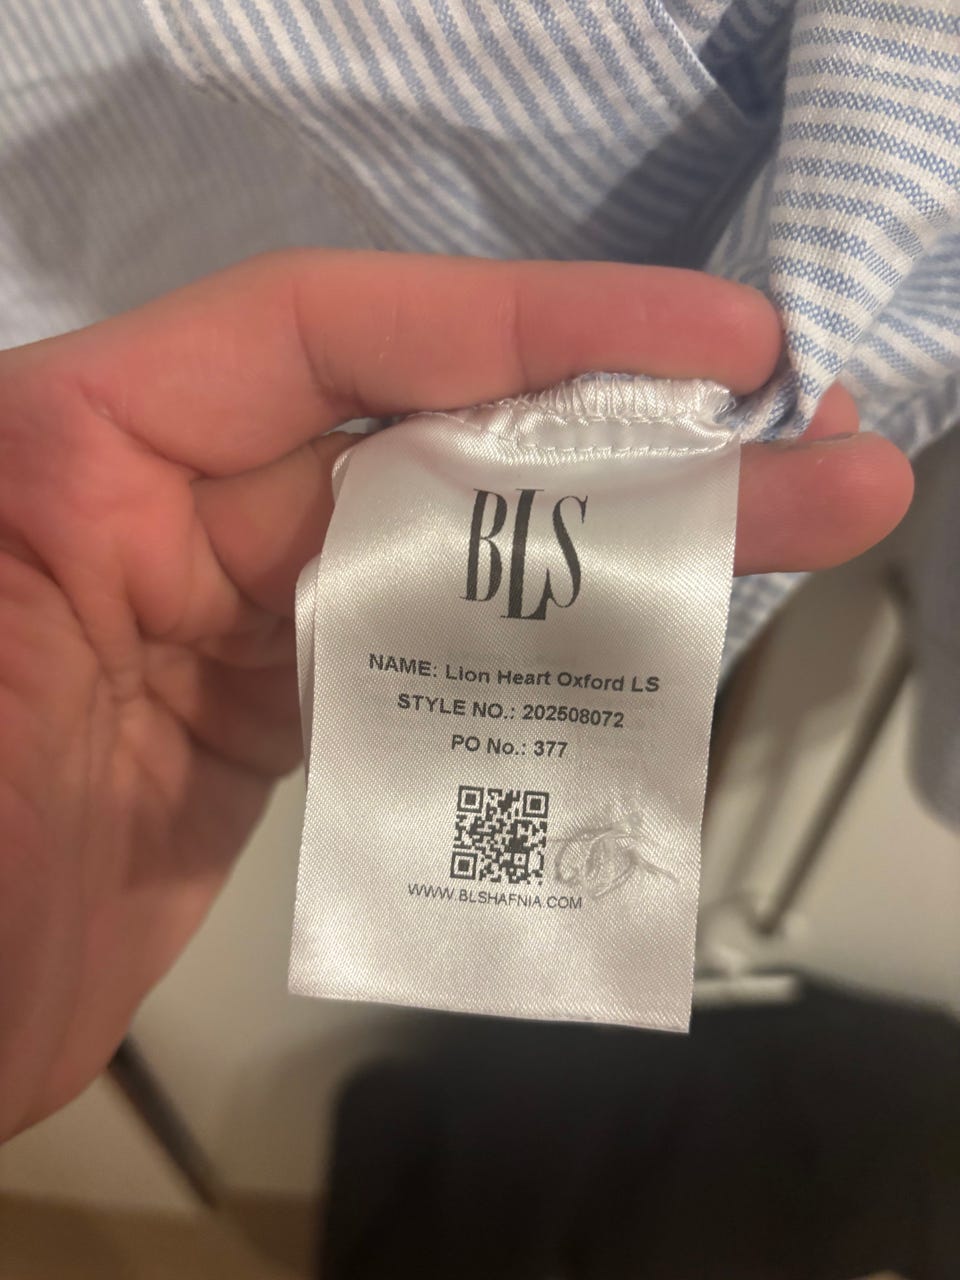 BLS
NAME: Lion Heart Oxford LS
STYLE NO.: 202508072
PO No.: 377
WWW.BLSHAFNIA.COM